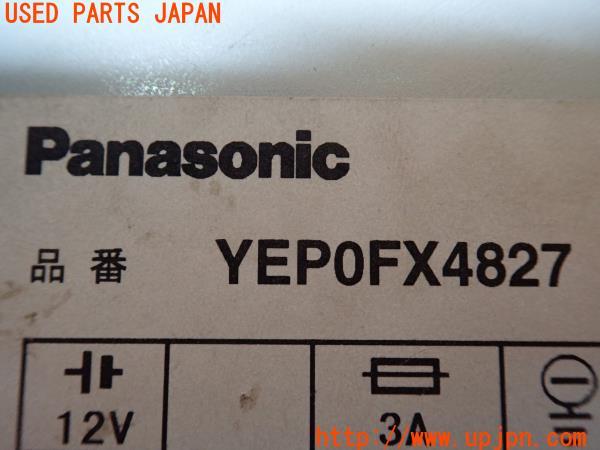 USED PARTS JAPAN
Panasonic
品番 YEP0FX4827
12V 3A
http://www.upjpn.com/